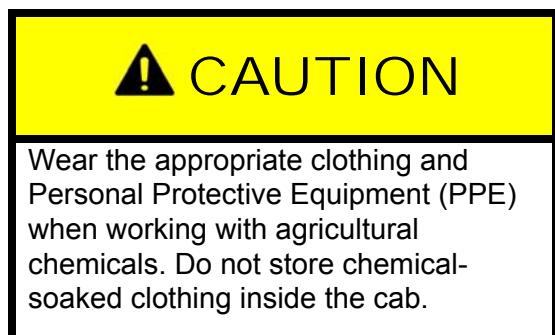 CAUTION
Wear the appropriate clothing and
Personal Protective Equipment (PPE)
when working with agricultural
chemicals. Do not store chemical-
soaked clothing inside the cab.